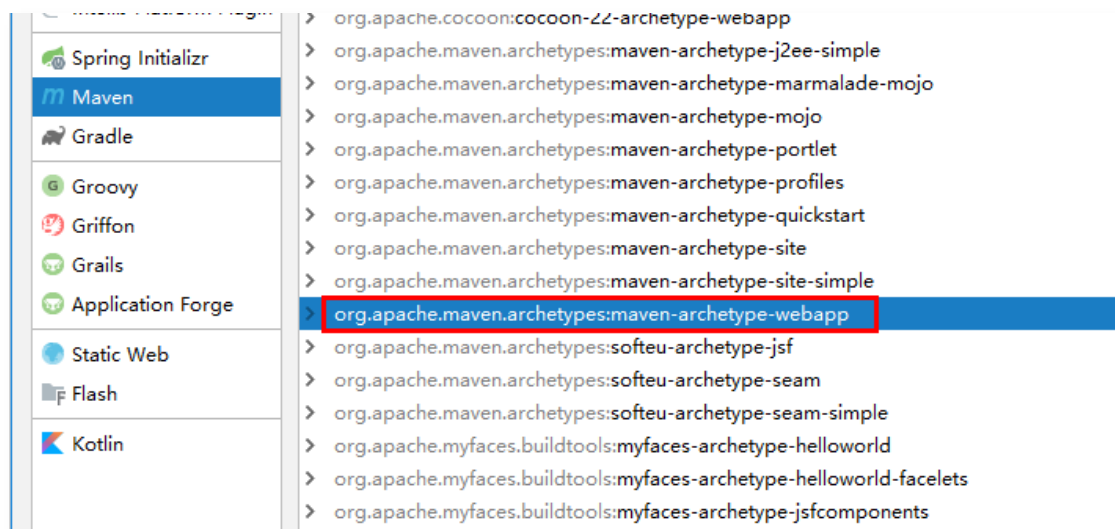 Spring Initializr
Maven
Gradle
Groovy
Griffon
Grails
Application Forge
Static Web
Flash
Kotlin
org.apache.cocoon:cocoon-22-archetype-webapp
org.apache.maven.archetypes:maven-archetype-j2ee-simple
org.apache.maven.archetypes:maven-archetype-marmalade-mojo
org.apache.maven.archetypes:maven-archetype-mojo
org.apache.maven.archetypes:maven-archetype-portlet
org.apache.maven.archetypes:maven-archetype-profiles
org.apache.maven.archetypes:maven-archetype-quickstart
org.apache.maven.archetypes:maven-archetype-site
org.apache.maven.archetypes:maven-archetype-site-simple
org.apache.maven.archetypes:maven-archetype-webapp
org.apache.maven.archetypes:softeu-archetype-jsf
org.apache.maven.archetypes:softeu-archetype-seam
org.apache.maven.archetypes:softeu-archetype-seam-simple
org.apache.myfaces.buildtools:myfaces-archetype-helloworld
org.apache.myfaces.buildtools:myfaces-archetype-helloworld-facelets
org.apache.myfaces.buildtools:myfaces-archetype-jsfcomponents